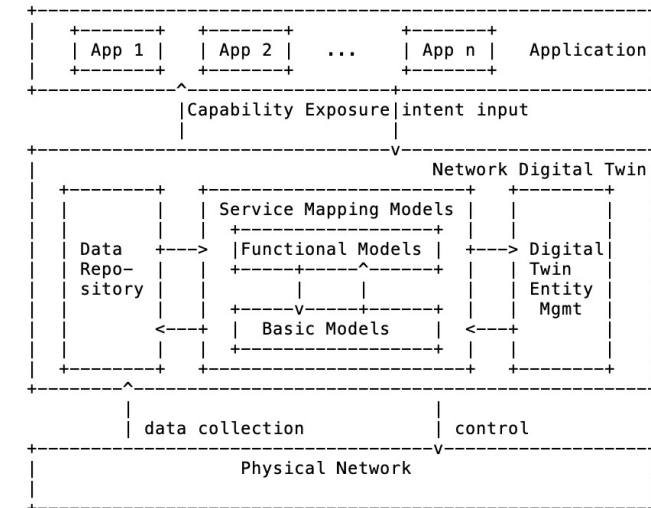 App 1 App 2 ... App n Application
Capability Exposure intent input
Network Digital Twin
Service Mapping Models
Data Functional Models Digital
Repo- Twin
sitory Entity
Mgmt
Basic Models
data collection control
Physical Network